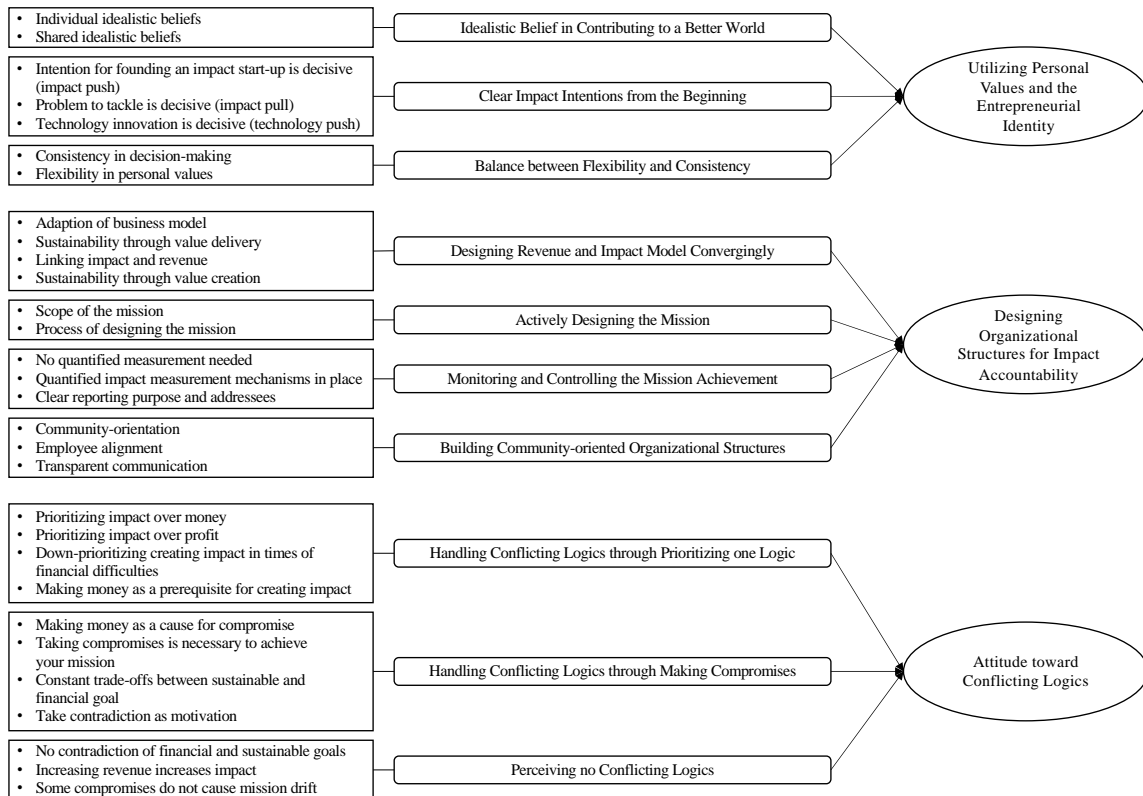 • Individual idealistic beliefs
• Shared idealistic beliefs
Idealistic Belief in Contributing to a Better World
• Intention for founding an impact start-up is decisive
(impact push)
• Problem to tackle is decisive (impact pull)
• Technology innovation is decisive (technology push)
Clear Impact Intentions from the Beginning
• Consistency in decision-making
• Flexibility in personal values
Balance between Flexibility and Consistency
Utilizing Personal
Values and the
Entrepreneurial
Identity
• Adaption of business model
• Sustainability through value delivery
• Linking impact and revenue
• Sustainability through value creation
Designing Revenue and Impact Model Convergingly
• Scope of the mission
• Process of designing the mission
Actively Designing the Mission
• No quantified measurement needed
• Quantified impact measurement mechanisms in place
• Clear reporting purpose and addressees
Monitoring and Controlling the Mission Achievement
• Community-orientation
• Employee alignment
• Transparent communication
Building Community-oriented Organizational Structures
Designing
Organizational
Structures for Impact
Accountability
• Prioritizing impact over money
• Prioritizing impact over profit
• Down-prioritizing creating impact in times of
financial difficulties
• Making money as a prerequisite for creating impact
Handling Conflicting Logics through Prioritizing one Logic
• Making money as a cause for compromise
• Taking compromises is necessary to achieve
your mission
• Constant trade-offs between sustainable and
financial goal
• Take contradiction as motivation
Handling Conflicting Logics through Making Compromises
• No contradiction of financial and sustainable goals
• Increasing revenue increases impact
• Some compromises do not cause mission drift
Perceiving no Conflicting Logics
Attitude toward
Conflicting Logics